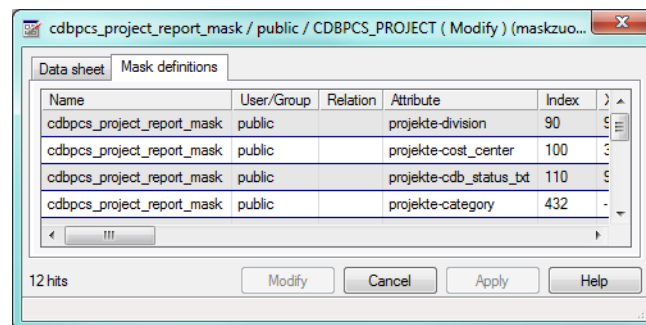 cdbpcs_project_report_mask / public / CDBPCS_PROJECT ( Modify ) (maskzuo...
Data sheet Mask definitions
Name User/Group Relation Attribute Index
cdbpcs_project_report_mask public projekte-division 90
cdbpcs_project_report_mask public projekte-cost_center 100
cdbpcs_project_report_mask public projekte-cdb_status_txt 110
cdbpcs_project_report_mask public projekte-category 432
12 hits Modify Cancel Apply Help